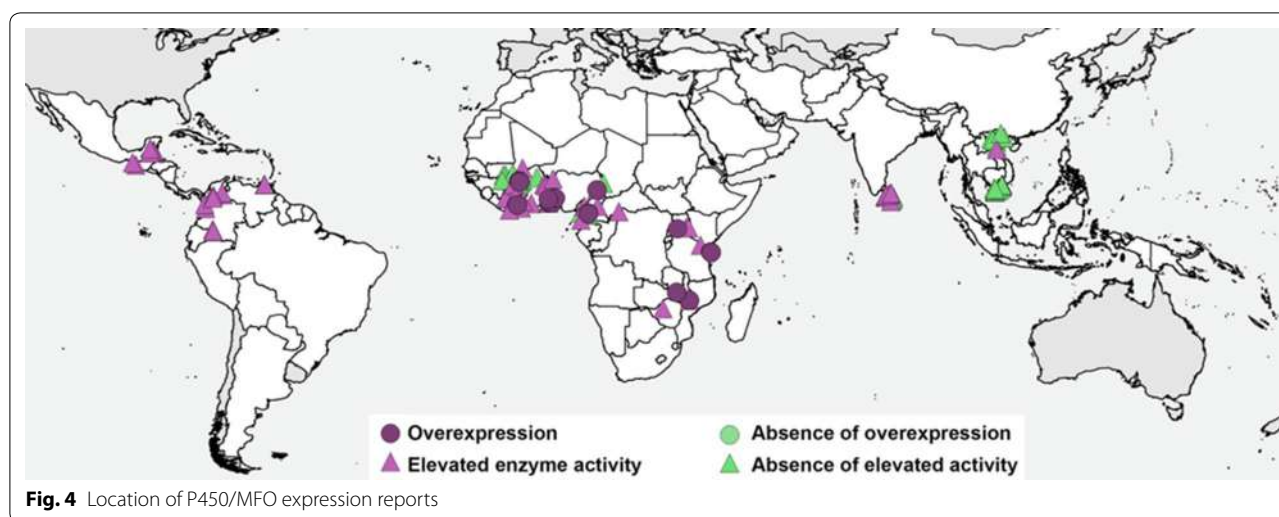 Overexpression
Absence of overexpression
Elevated enzyme activity
Absence of elevated activity
Fig. 4 Location of P450/MFO expression reports